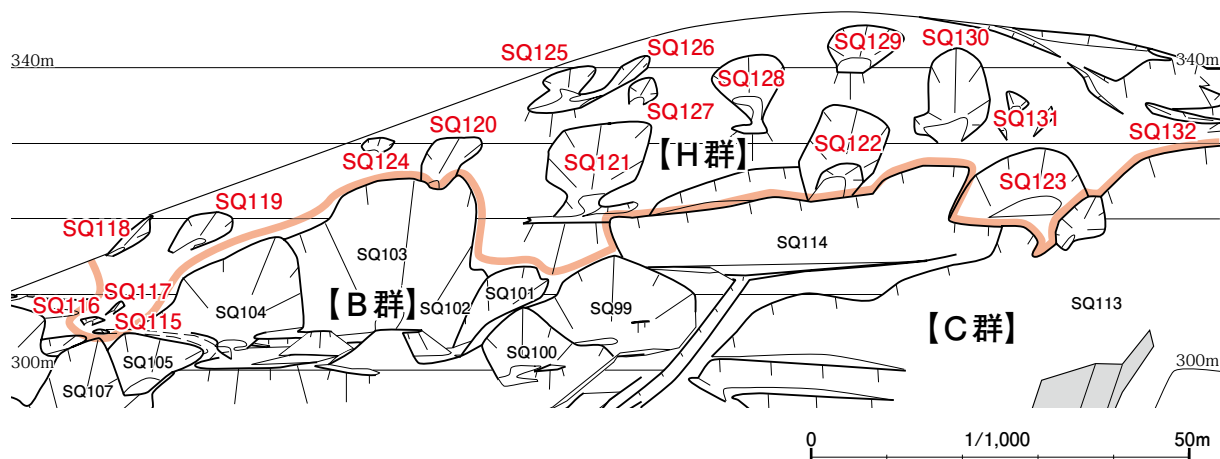 SQ125
SQ126
SQ129
SQ130
340m
340m
SQ128
SQ127
SQ131
SQ132
SQ120
SQ124
SQ121
【H群】
SQ122
SQ123
SQ119
SQ118
SQ103
SQ114
SQ117
SQ116
SQ101
SQ115
SQ104
【B群】
SQ102
SQ99
SQ113
【C群】
SQ100
SQ105
300m
300m
SQ107
0
1/1,000
50m